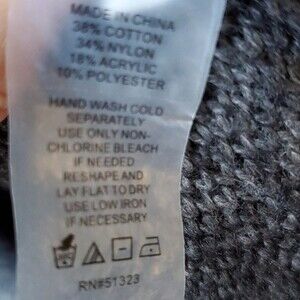 MADE IN CHINA
38% COTTON
34% NYLON
18% ACRYLIC
10% POLYESTER
HAND WASH COLD
SEPARATELY
USE ONLY NON-
CHLORINE BLEACH
IF NEEDED
RESHAPE AND
LAY FLAT TO DRY
USE LOW IRON
IF NECESSARY
RN#51323